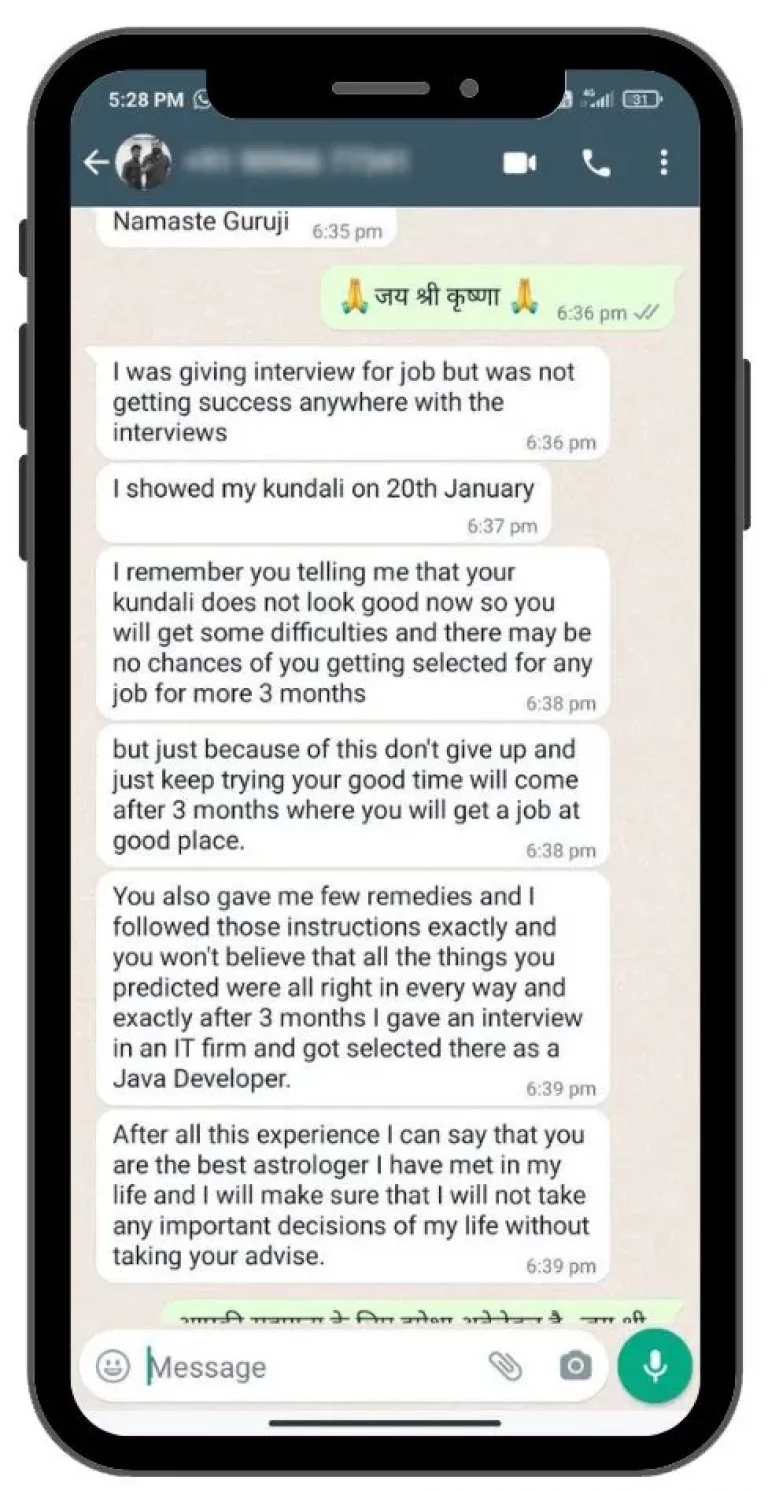 5:28 PM
4G
31
Namaste Guruji 6:35 pm
🙏 जय श्री कृष्णा 🙏 6:36 pm
I was giving interview for job but was not
getting success anywhere with the
interviews 6:36 pm
I showed my kundali on 20th January
6:37 pm
I remember you telling me that your
kundali does not look good now so you
will get some difficulties and there may be
no chances of you getting selected for any
job for more 3 months 6:38 pm
but just because of this don't give up and
just keep trying your good time will come
after 3 months where you will get a job at
good place. 6:38 pm
You also gave me few remedies and I
followed those instructions exactly and
you won't believe that all the things you
predicted were all right in every way and
exactly after 3 months I gave an interview
in an IT firm and got selected there as a
Java Developer. 6:39 pm
After all this experience I can say that you
are the best astrologer I have met in my
life and I will make sure that I will not take
any important decisions of my life without
taking your advise. 6:39 pm
Message